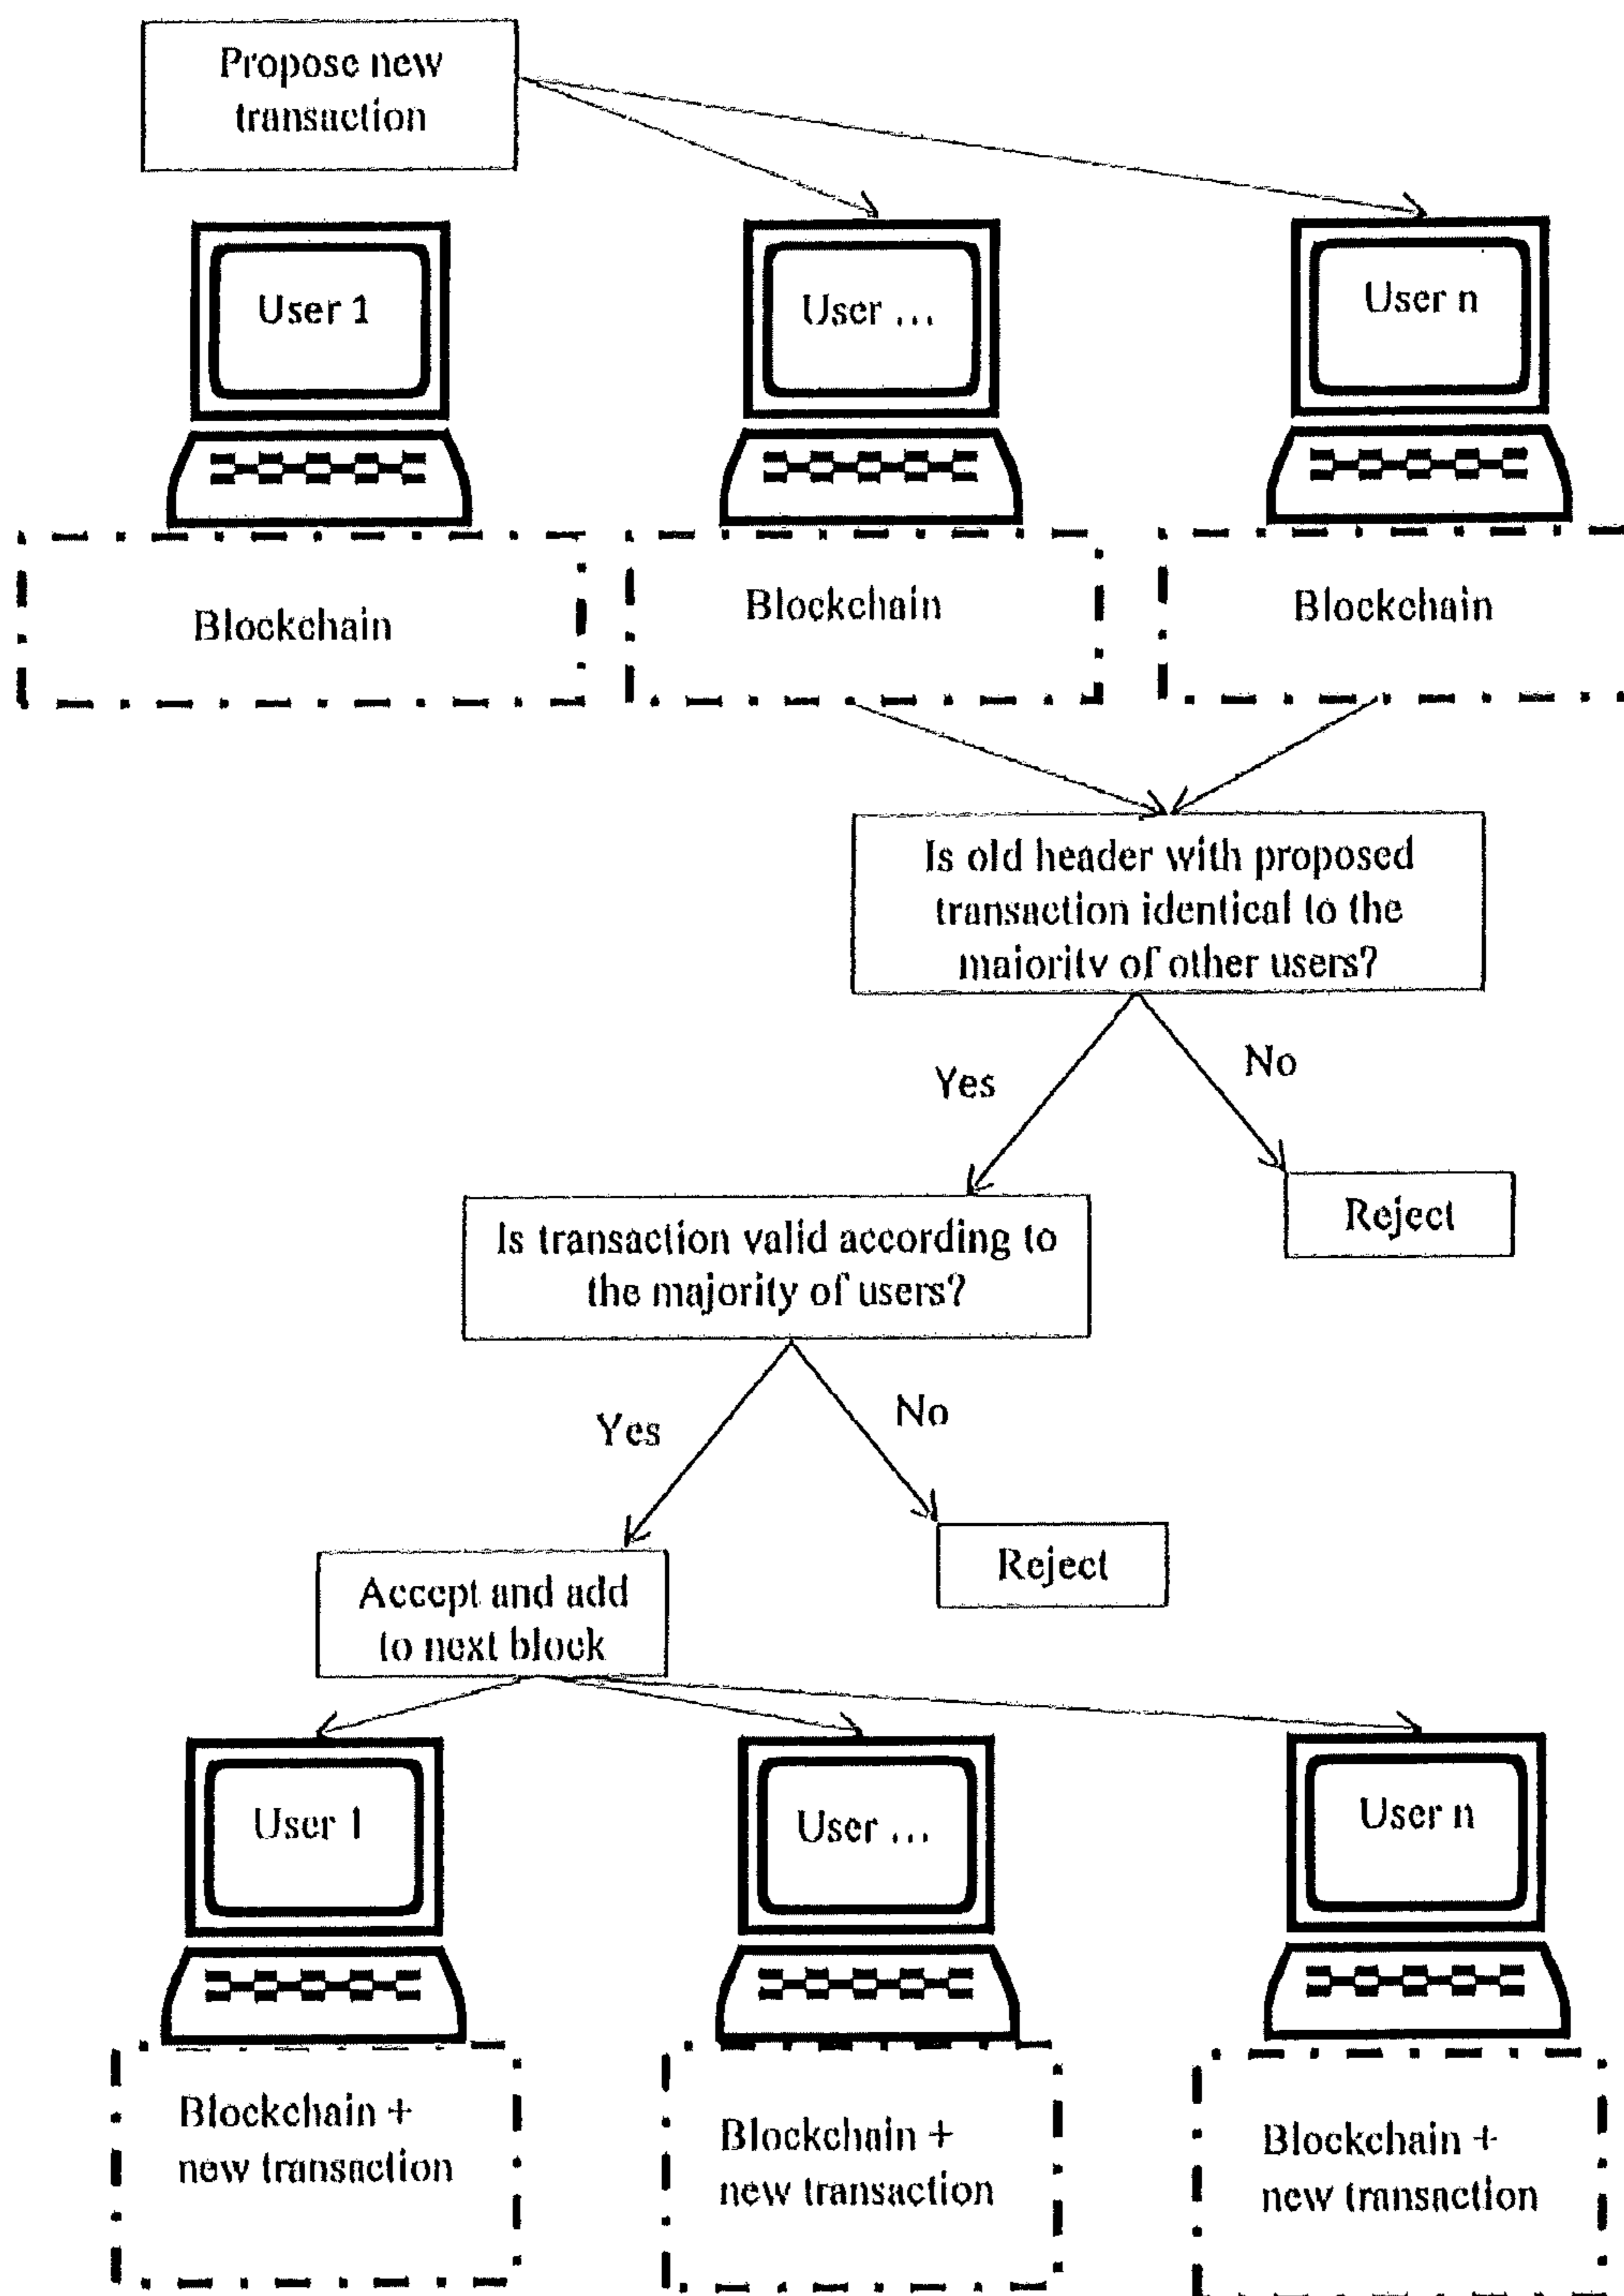 Propose new
transaction
User 1
User ...
User n
Blockchain
Blockchain
Blockchain
Is old header with proposed
transaction identical to the
majority of other users?
Yes
No
Reject
Is transaction valid according to
the majority of users?
Yes
No
Reject
Accept and add
to next block
User 1
User ...
User n
Blockchain +
new transaction
Blockchain +
new transaction
Blockchain +
new transaction